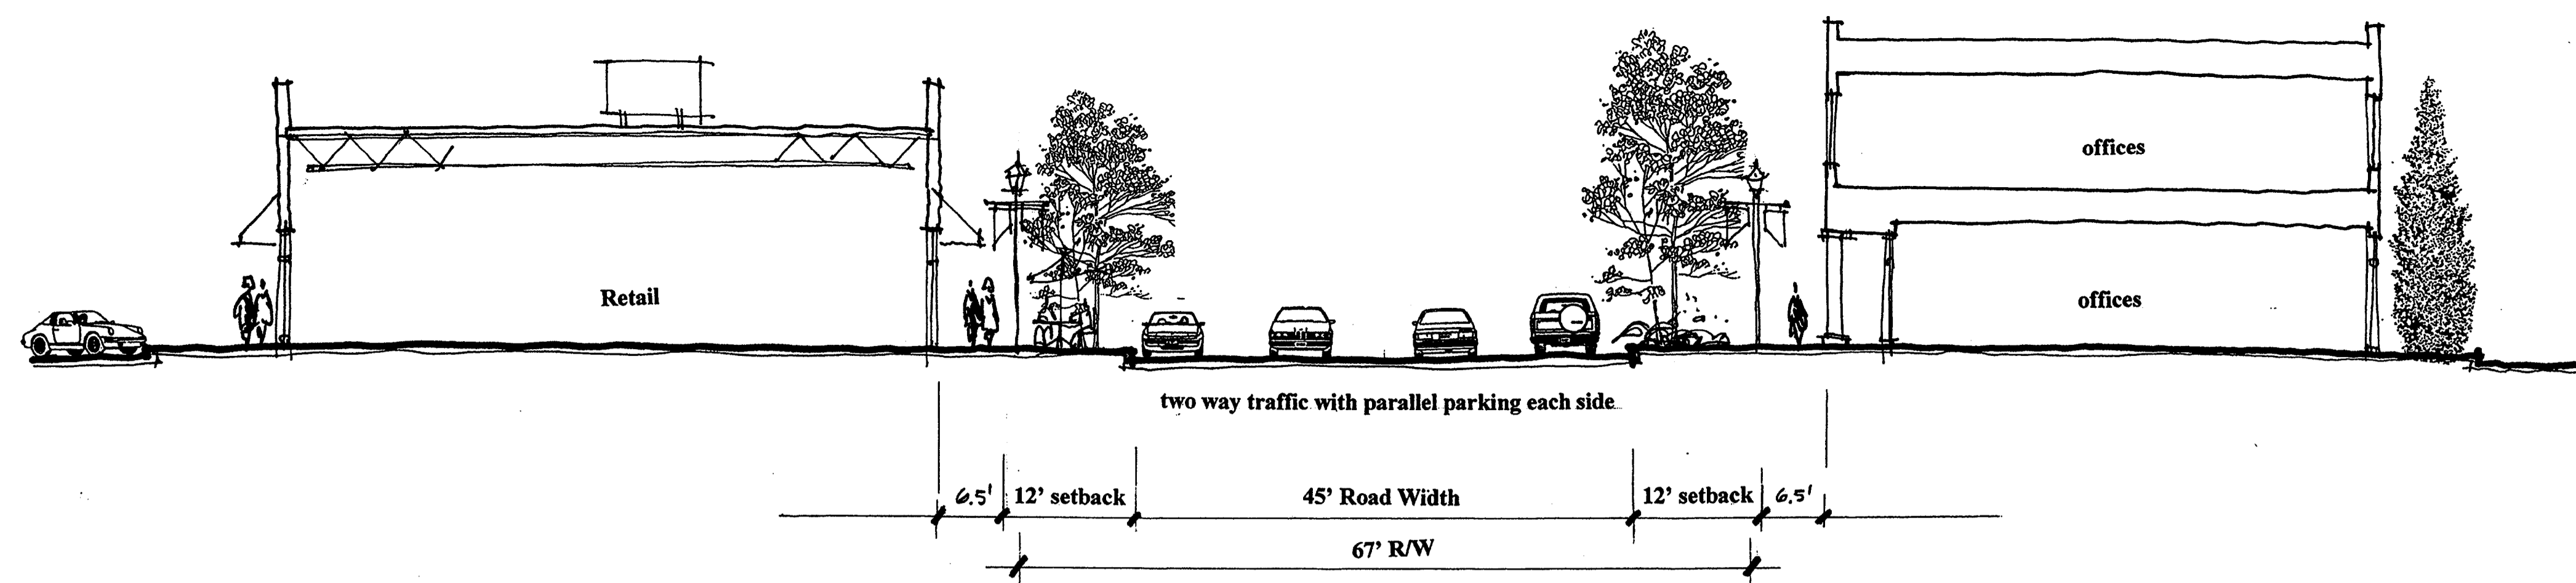 offices
Retail
offices
two way traffic with parallel parking each side
6.5' 12' setback 45' Road Width 12' setback 6.5'
67' R/W